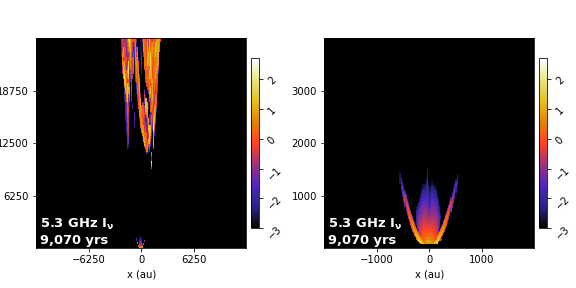 18750
12500
6250
5.3 GHz Iν
9,070 yrs
−6250 0 6250
x (au)
2
1
0
−1
−2
−3
3000
2000
1000
5.3 GHz Iν
9,070 yrs
−1000 0 1000
x (au)
2
1
0
−1
−2
−3